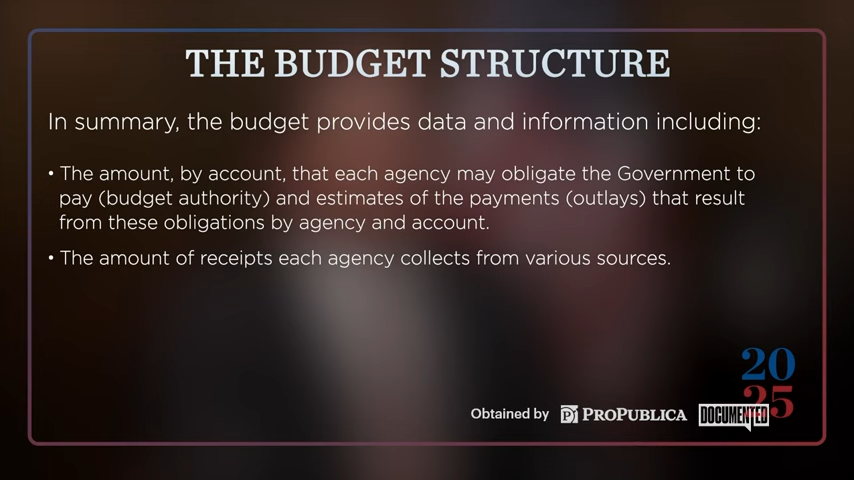 THE BUDGET STRUCTURE
In summary, the budget provides data and information including:
• The amount, by account, that each agency may obligate the Government to
pay (budget authority) and estimates of the payments (outlays) that result
from these obligations by agency and account.
• The amount of receipts each agency collects from various sources.
20
25
Obtained by PROPUBLICA DOCUMENTED